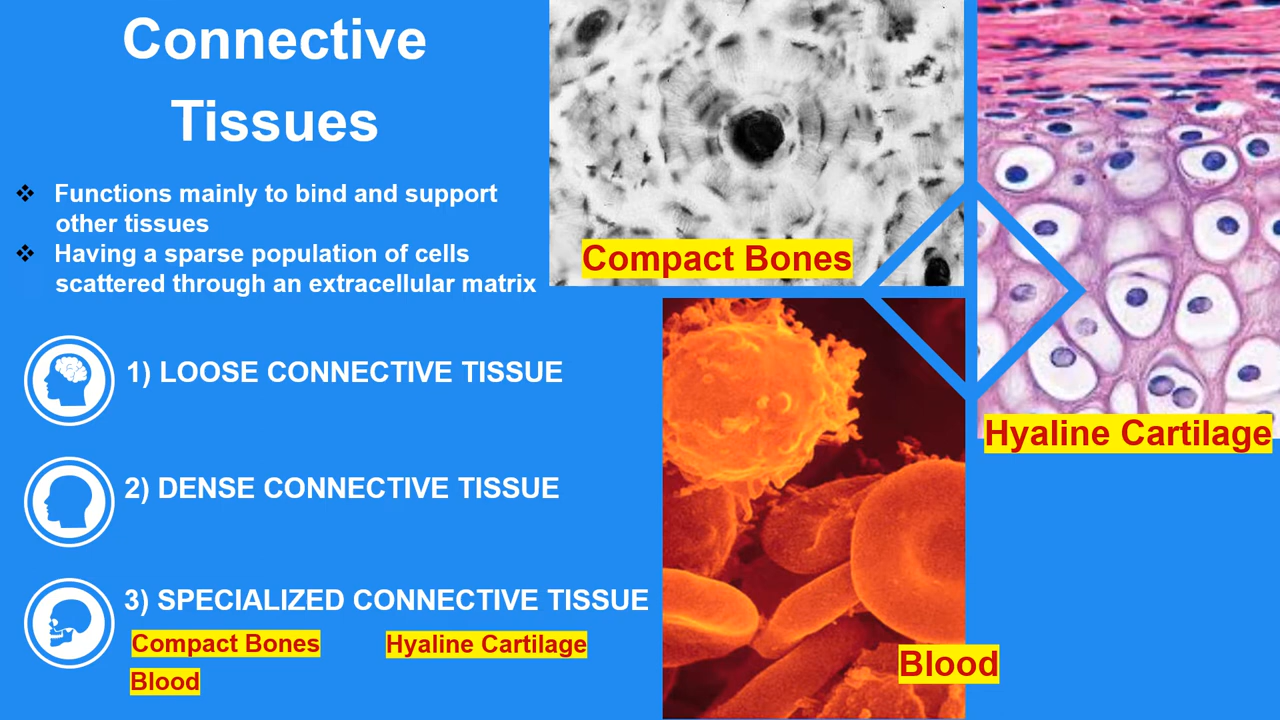 Connective
Tissues
❖ Functions mainly to bind and support
other tissues
❖ Having a sparse population of cells
scattered through an extracellular matrix
1) LOOSE CONNECTIVE TISSUE
2) DENSE CONNECTIVE TISSUE
3) SPECIALIZED CONNECTIVE TISSUE
Compact Bones Hyaline Cartilage
Blood
Compact Bones
Hyaline Cartilage
Blood